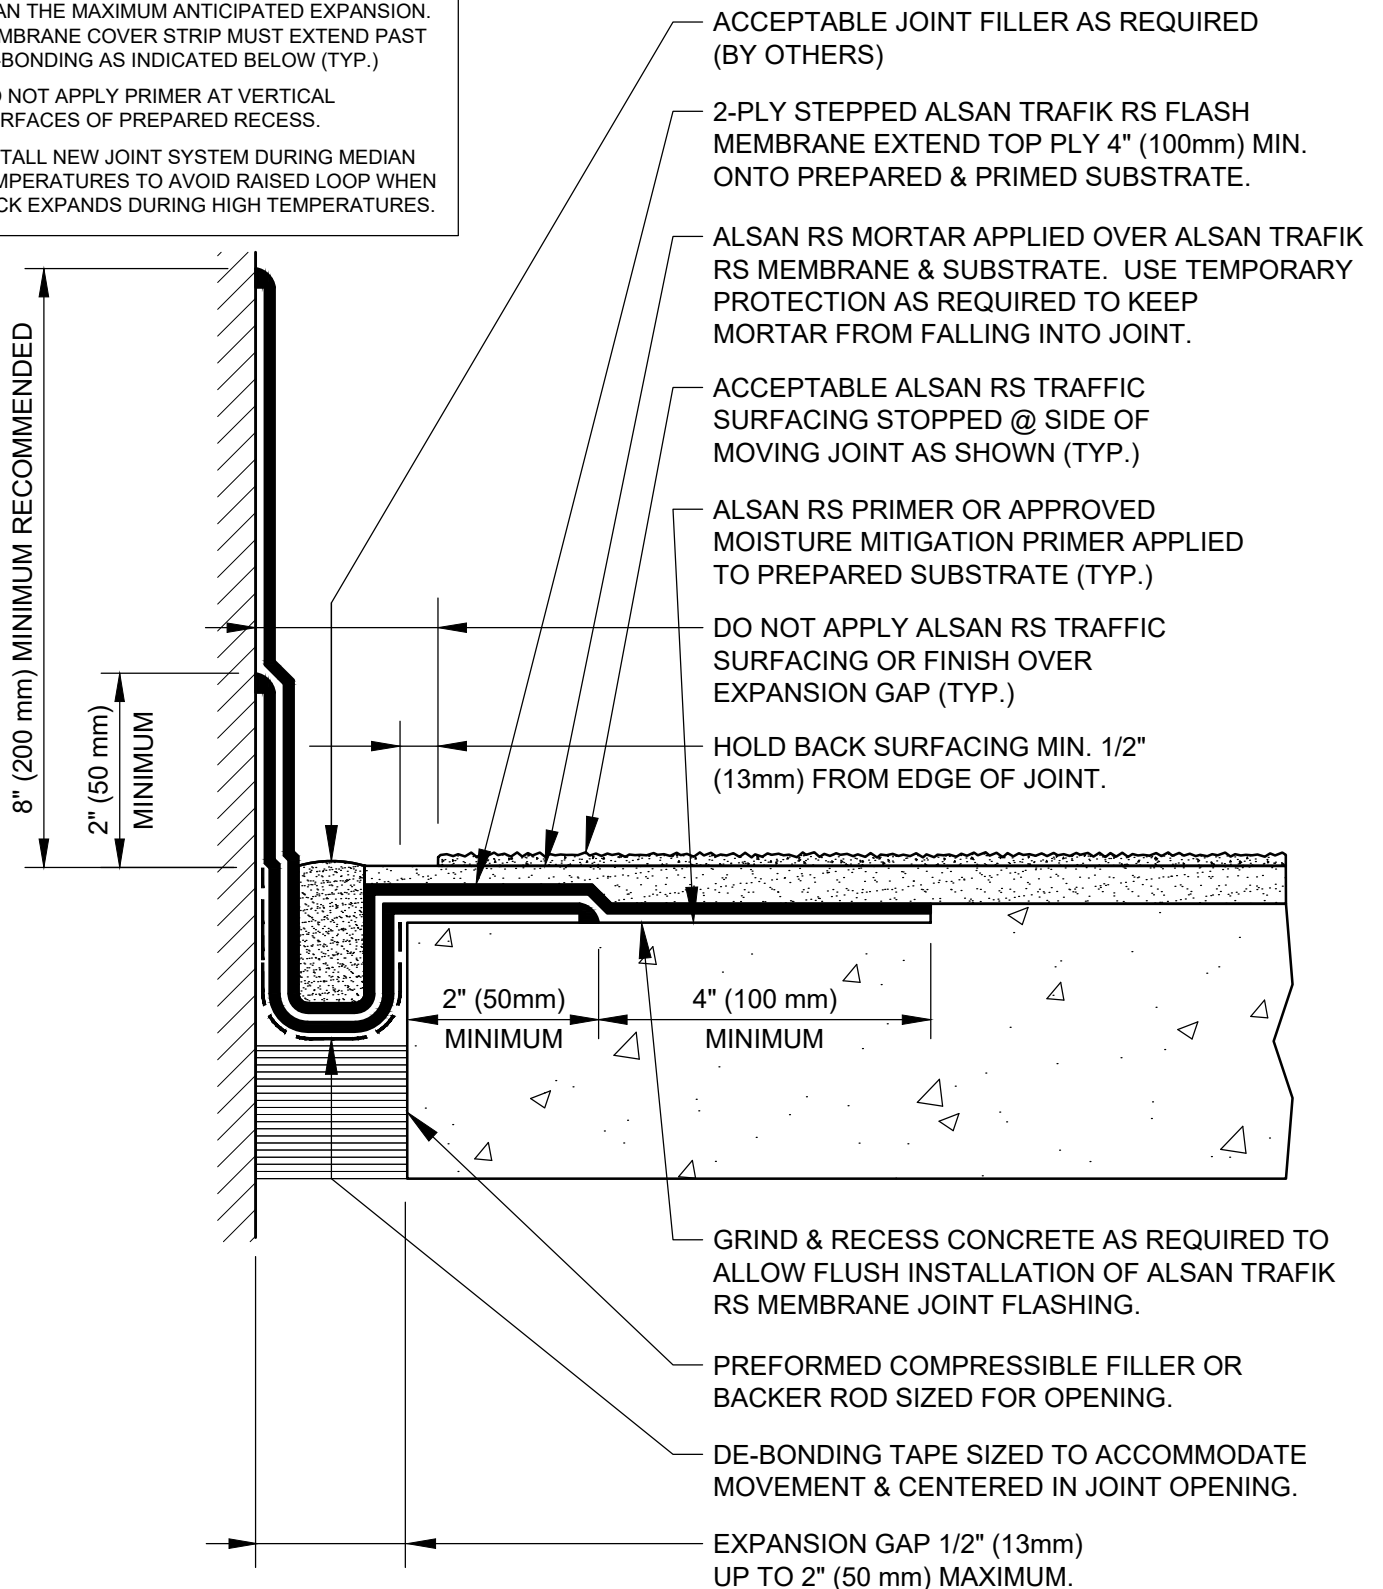 THE MAXIMUM ANTICIPATED EXPANSION.
COVER STRIP MUST EXTEND PAST
AS INDICATED BELOW (TYP.)
NOT APPLY PRIMER AT VERTICAL
OF PREPARED RECESS.
NEW JOINT SYSTEM DURING MEDIAN
TO AVOID RAISED LOOP WHEN
EXPANDS DURING HIGH TEMPERATURES.
ACCEPTABLE JOINT FILLER AS REQUIRED
(BY OTHERS)
2-PLY STEPPED ALSAN TRAFIK RS FLASH
MEMBRANE EXTEND TOP PLY 4" (100mm) MIN.
ONTO PREPARED & PRIMED SUBSTRATE.
ALSAN RS MORTAR APPLIED OVER ALSAN TRAFIK
RS MEMBRANE & SUBSTRATE. USE TEMPORARY
PROTECTION AS REQUIRED TO KEEP
MORTAR FROM FALLING INTO JOINT.
ACCEPTABLE ALSAN RS TRAFFIC
SURFACING STOPPED @ SIDE OF
MOVING JOINT AS SHOWN (TYP.)
ALSAN RS PRIMER OR APPROVED
MOISTURE MITIGATION PRIMER APPLIED
TO PREPARED SUBSTRATE (TYP.)
DO NOT APPLY ALSAN RS TRAFFIC
SURFACING OR FINISH OVER
EXPANSION GAP (TYP.)
HOLD BACK SURFACING MIN. 1/2"
(13mm) FROM EDGE OF JOINT.
8" (200 mm) MINIMUM RECOMMENDED
2" (50 mm)
MINIMUM
2" (50mm)
MINIMUM
4" (100 mm)
MINIMUM
GRIND & RECESS CONCRETE AS REQUIRED TO
ALLOW FLUSH INSTALLATION OF ALSAN TRAFIK
RS MEMBRANE JOINT FLASHING.
PREFORMED COMPRESSIBLE FILLER OR
BACKER ROD SIZED FOR OPENING.
DE-BONDING TAPE SIZED TO ACCOMMODATE
MOVEMENT & CENTERED IN JOINT OPENING.
EXPANSION GAP 1/2" (13mm)
UP TO 2" (50 mm) MAXIMUM.